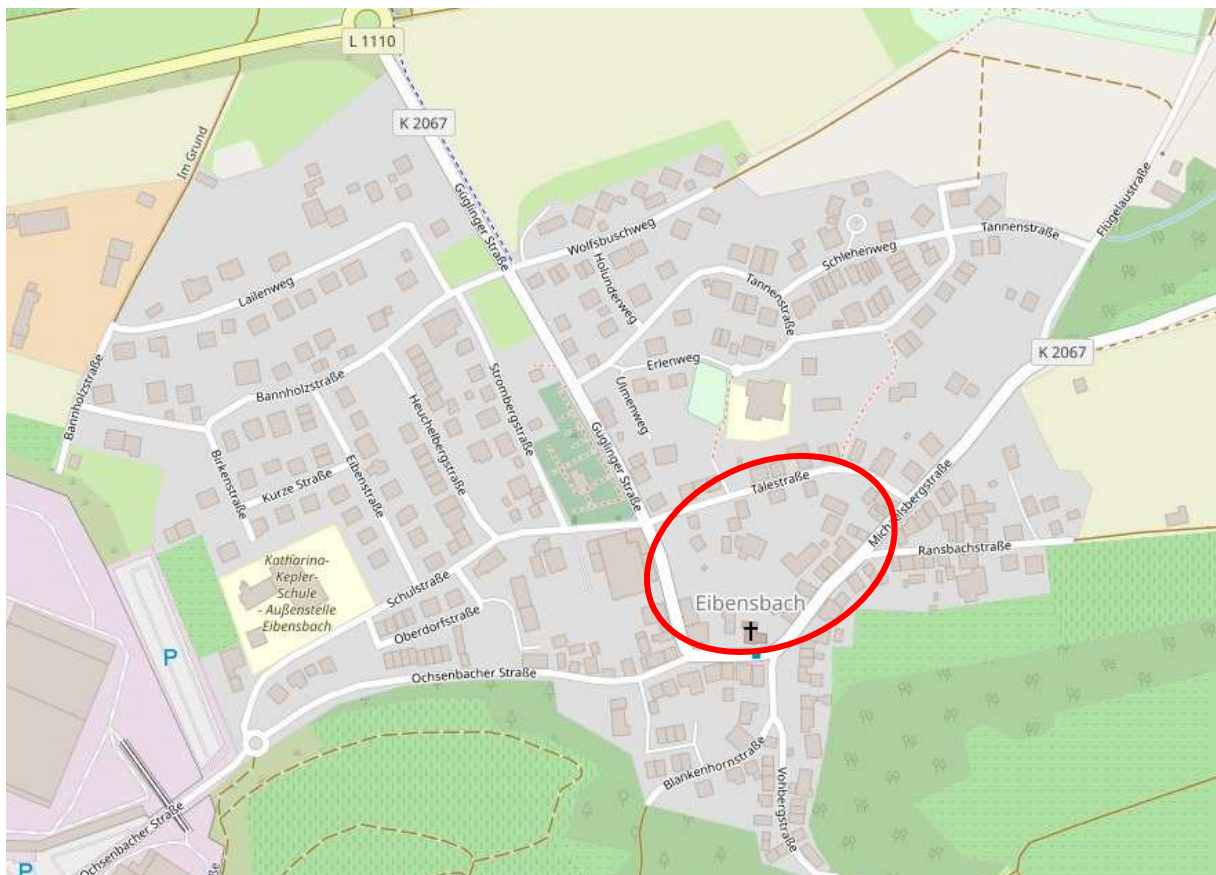 L 1110
K 2067
Im Grund
Güglinger Straße
Wolfsbuschweg
Holunderweg
Tannenstraße
Flügelaustraße
Schlehenweg
Lailenweg
Tannenstraße
K 2067
Bannholzstraße
Erlenweg
Bannholzstraße
Strombergstraße
Ulmenweg
Heuchelbergstraße
Güglinger Straße
Birkenstraße
Kurze Straße
Eibenstraße
Talestraße
Michaelsbergstraße
Ransbachstraße
Katharina-
Kepler-
Schule
- Außenstelle
Eibensbach
Schulstraße
Eibensbach
Oberdorfstraße
P
Ochsenbacher Straße
Blankenhornstraße
Vohbergstraße
Ochsenbacher Straße
P